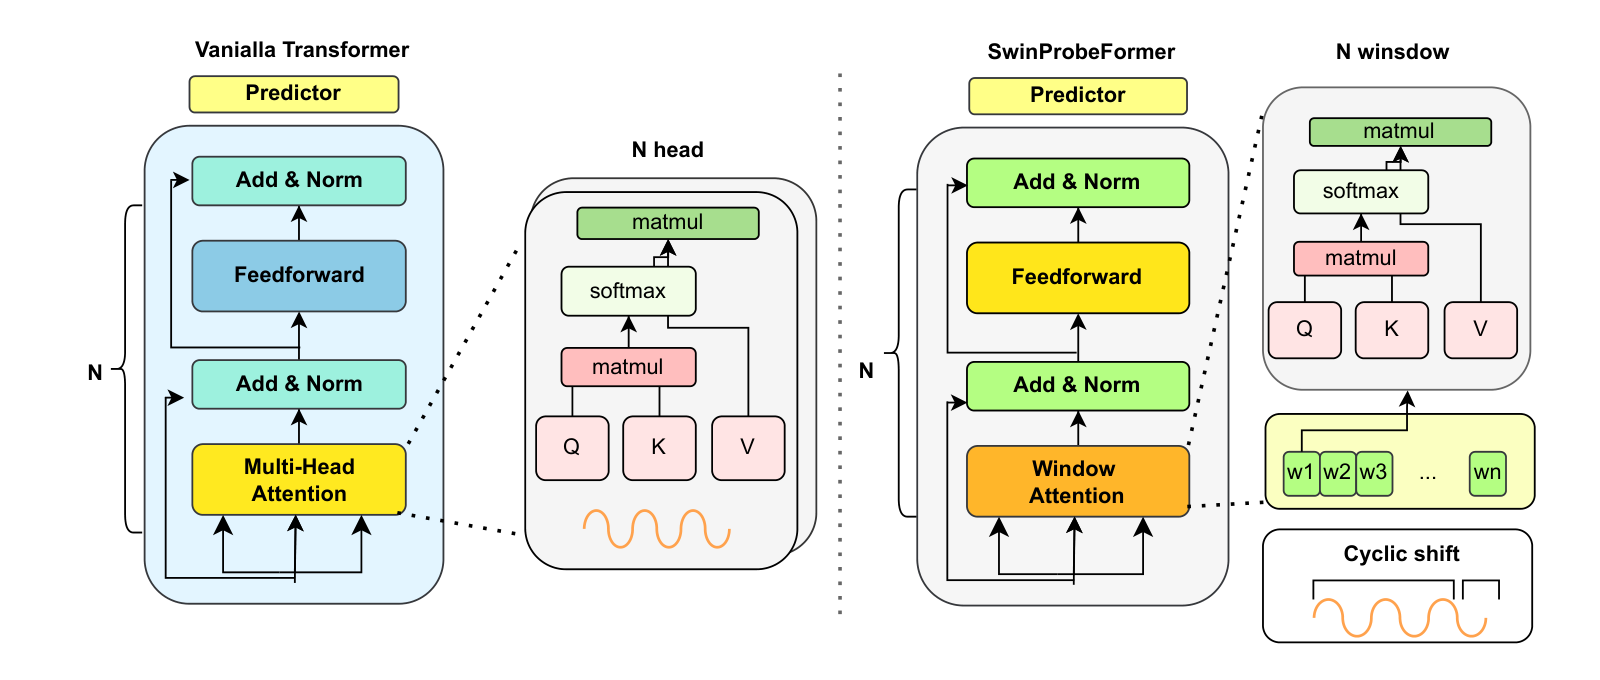 Vanialla Transformer
Predictor
Add & Norm
Feedforward
N
Add & Norm
Multi-Head
Attention
N head
matmul
softmax
matmul
Q
K
V
SwinProbeFormer
Predictor
Add & Norm
Feedforward
N
Add & Norm
Window
Attention
N winsdow
matmul
softmax
matmul
Q
K
V
w1 w2 w3 ... wn
Cyclic shift